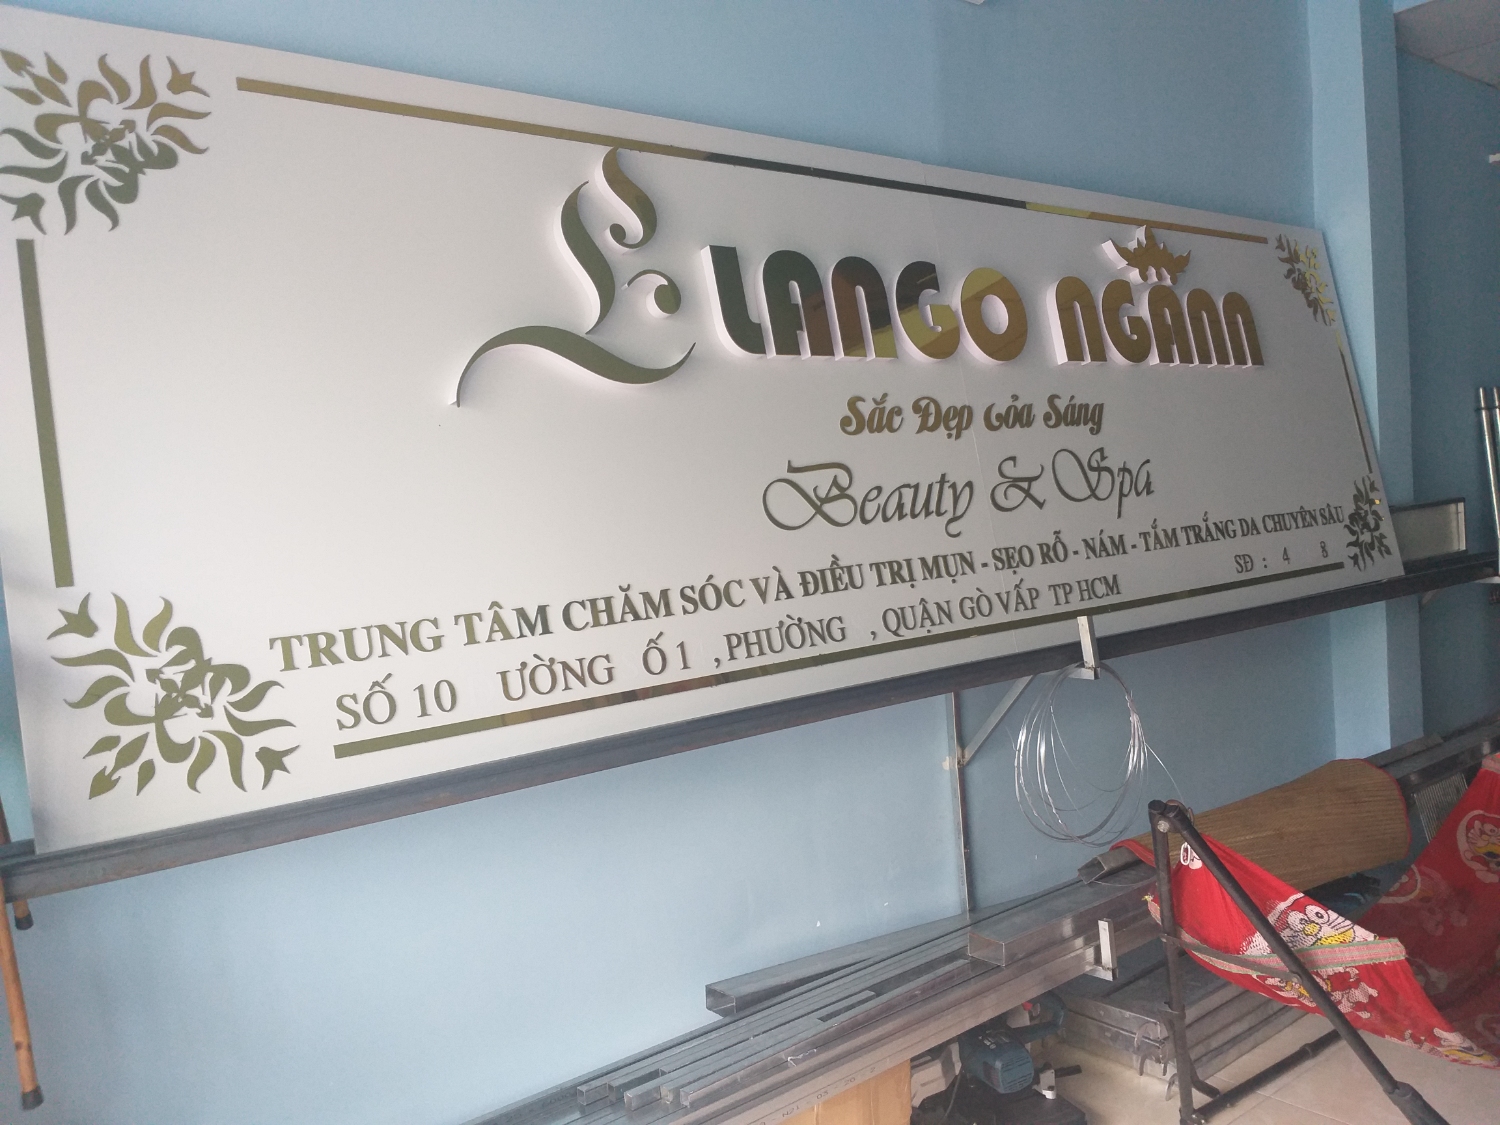 L LANGO NGÂNN
Sắc Đẹp Tỏa Sáng
Beauty & Spa
TRUNG TÂM CHĂM SÓC VÀ ĐIỀU TRỊ MỤN - SẸO RỖ - NÁM - TẮM TRẮNG DA CHUYÊN SÂU
SỐ 10 ƯỜNG Ố 1 , PHƯỜNG , QUẬN GÒ VẤP TP HCM SĐ : 4 8